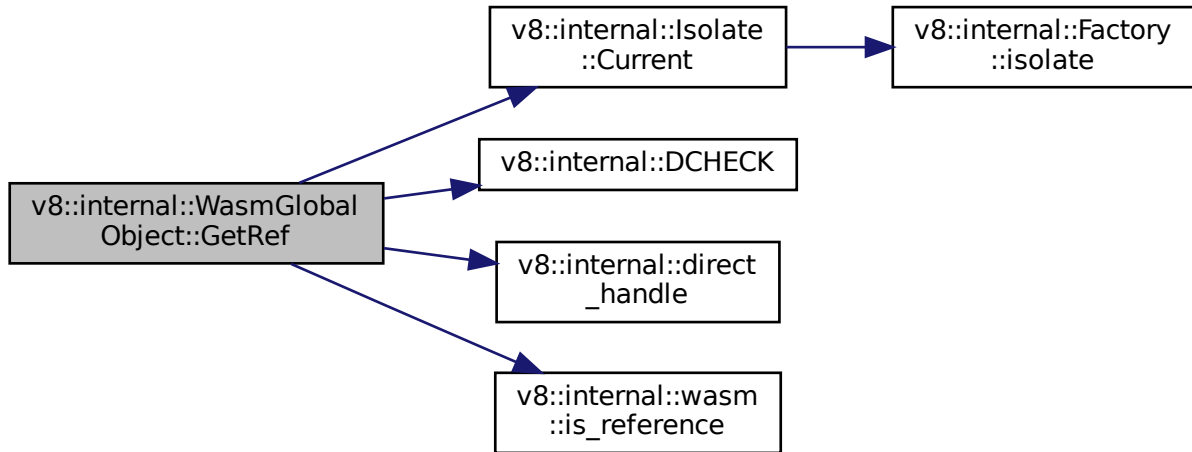 v8::internal::WasmGlobal
Object::GetRef
v8::internal::Isolate
::Current
v8::internal::Factory
::isolate
v8::internal::DCHECK
v8::internal::direct
_handle
v8::internal::wasm
::is_reference